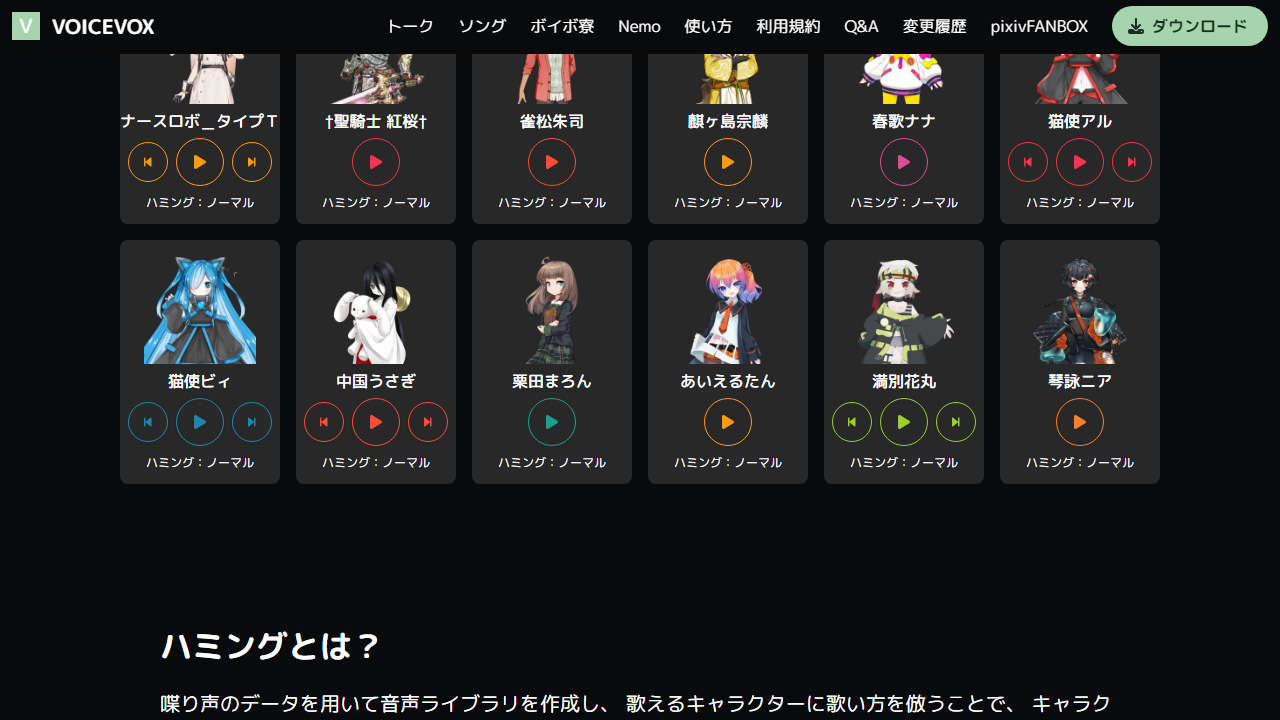 V VOICEVOX トーク ソング ボイボ寮 Nemo 使い方 利用規約 Q&A 変更履歴 pixivFANBOX ダウンロード
ナースロボ＿タイプT †聖騎士 紅桜† 雀松朱司 麒ヶ島宗麟 春歌ナナ 猫使アル
ハミング：ノーマル ハミング：ノーマル ハミング：ノーマル ハミング：ノーマル ハミング：ノーマル ハミング：ノーマル
猫使ビィ 中国うさぎ 栗田まろん あいえるたん 満別花丸 琴詠ニア
ハミング：ノーマル ハミング：ノーマル ハミング：ノーマル ハミング：ノーマル ハミング：ノーマル ハミング：ノーマル
ハミングとは？
喋り声のデータを用いて音声ライブラリを作成し、 歌えるキャラクターに歌い方を倣うことで、 キャラク